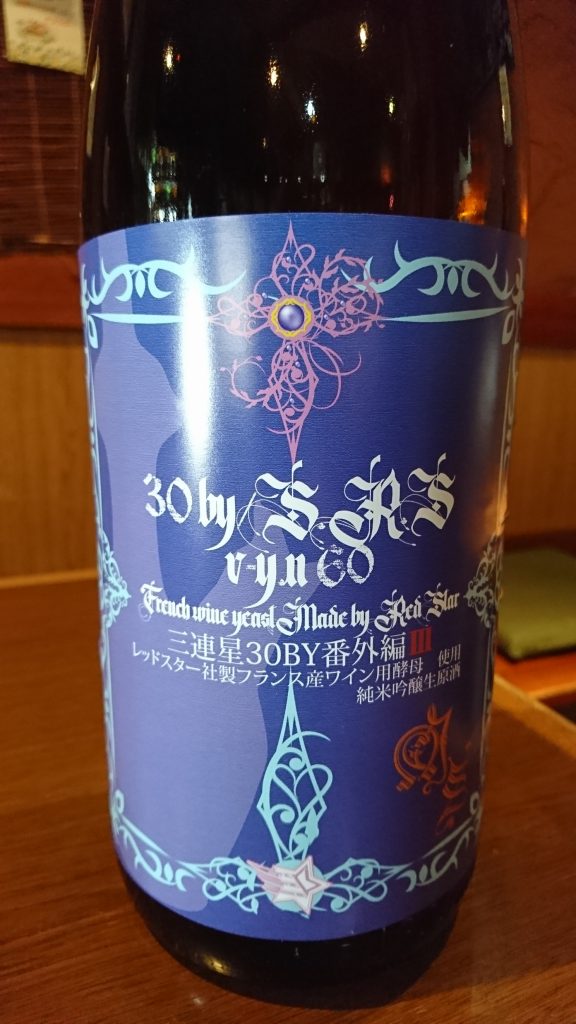 30 by S.R.S
v-y.n 60
French wine yeast Made by Red Star
三連星30BY番外編Ⅲ
レッドスター社製フランス産ワイン用酵母 使用
純米吟醸生原酒